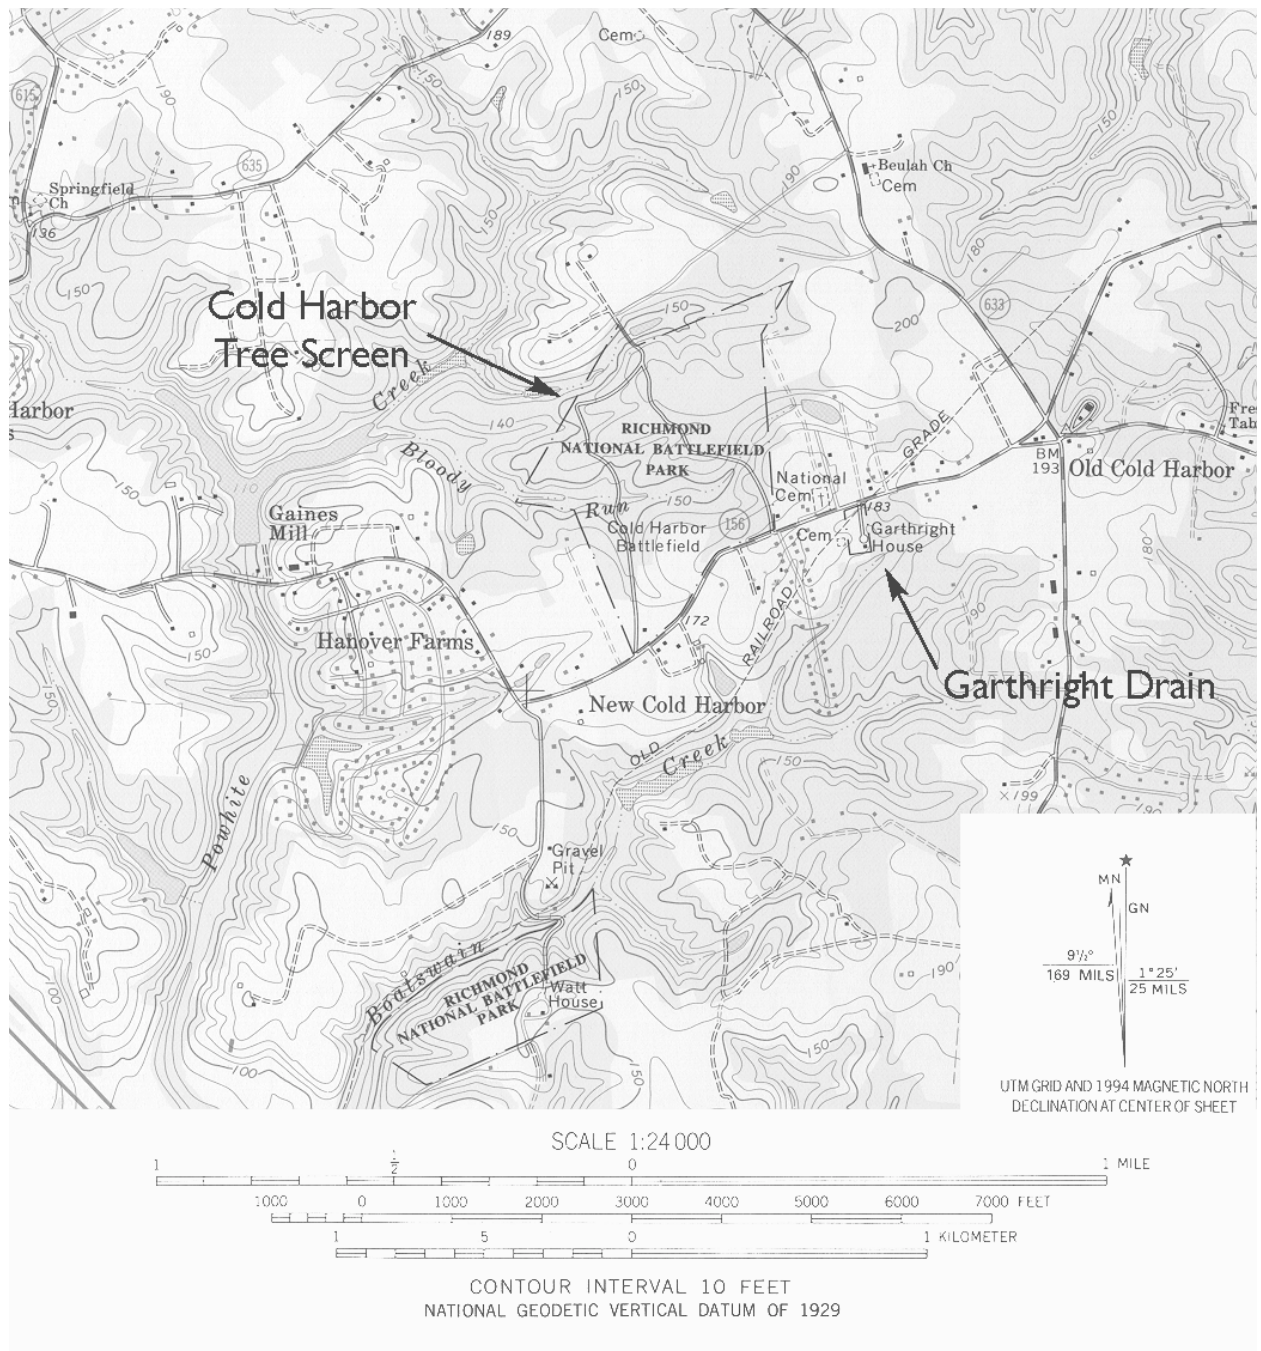 189
Cem
615
150
190
150
150
635
Beulah Ch
Cem
190
Springfield
Ch
136
150
80
150
633
200
150
Cold Harbor
Tree Screen
Creek
Harbor
140
RICHMOND
NATIONAL BATTLEFIELD
PARK
GRADE
BM
193
Old Cold Harbor
Bloody
National
Cem
150
110
150
Run
156
183
Gaines
Mill
Cold Harbor
Battlefield
Cem
Garthright
House
180
90
172
RAILROAD
Hanover Farms
150
Garthright Drain
150
New Cold Harbor
OLD
Creek
150
199
190
Powhite
150
Gravel
Pit
MN
GN
Boatswain
RICHMOND
NATIONAL BATTLEFIELD
PARK
Watt
House
190
100
9½°
169 MILS
1°25'
25 MILS
150
100
150
UTM GRID AND 1994 MAGNETIC NORTH
DECLINATION AT CENTER OF SHEET
SCALE 1:24 000
1 ½ 0 1 MILE
1000 0 1000 2000 3000 4000 5000 6000 7000 FEET
1 5 0 1 KILOMETER
CONTOUR INTERVAL 10 FEET
NATIONAL GEODETIC VERTICAL DATUM OF 1929